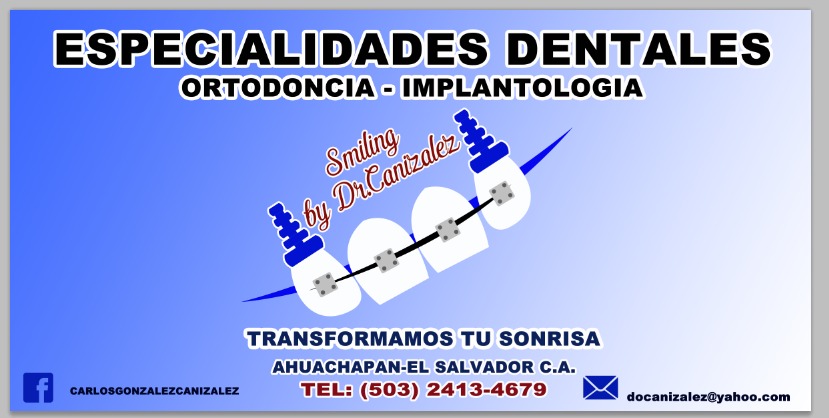 ESPECIALIDADES DENTALES
ORTODONCIA - IMPLANTOLOGIA
Smiling
by Dr.Canizalez
TRANSFORMAMOS TU SONRISA
AHUACHAPAN-EL SALVADOR C.A.
TEL: (503) 2413-4679
CARLOSGONZALEZCANIZALEZ
docanizalez@yahoo.com